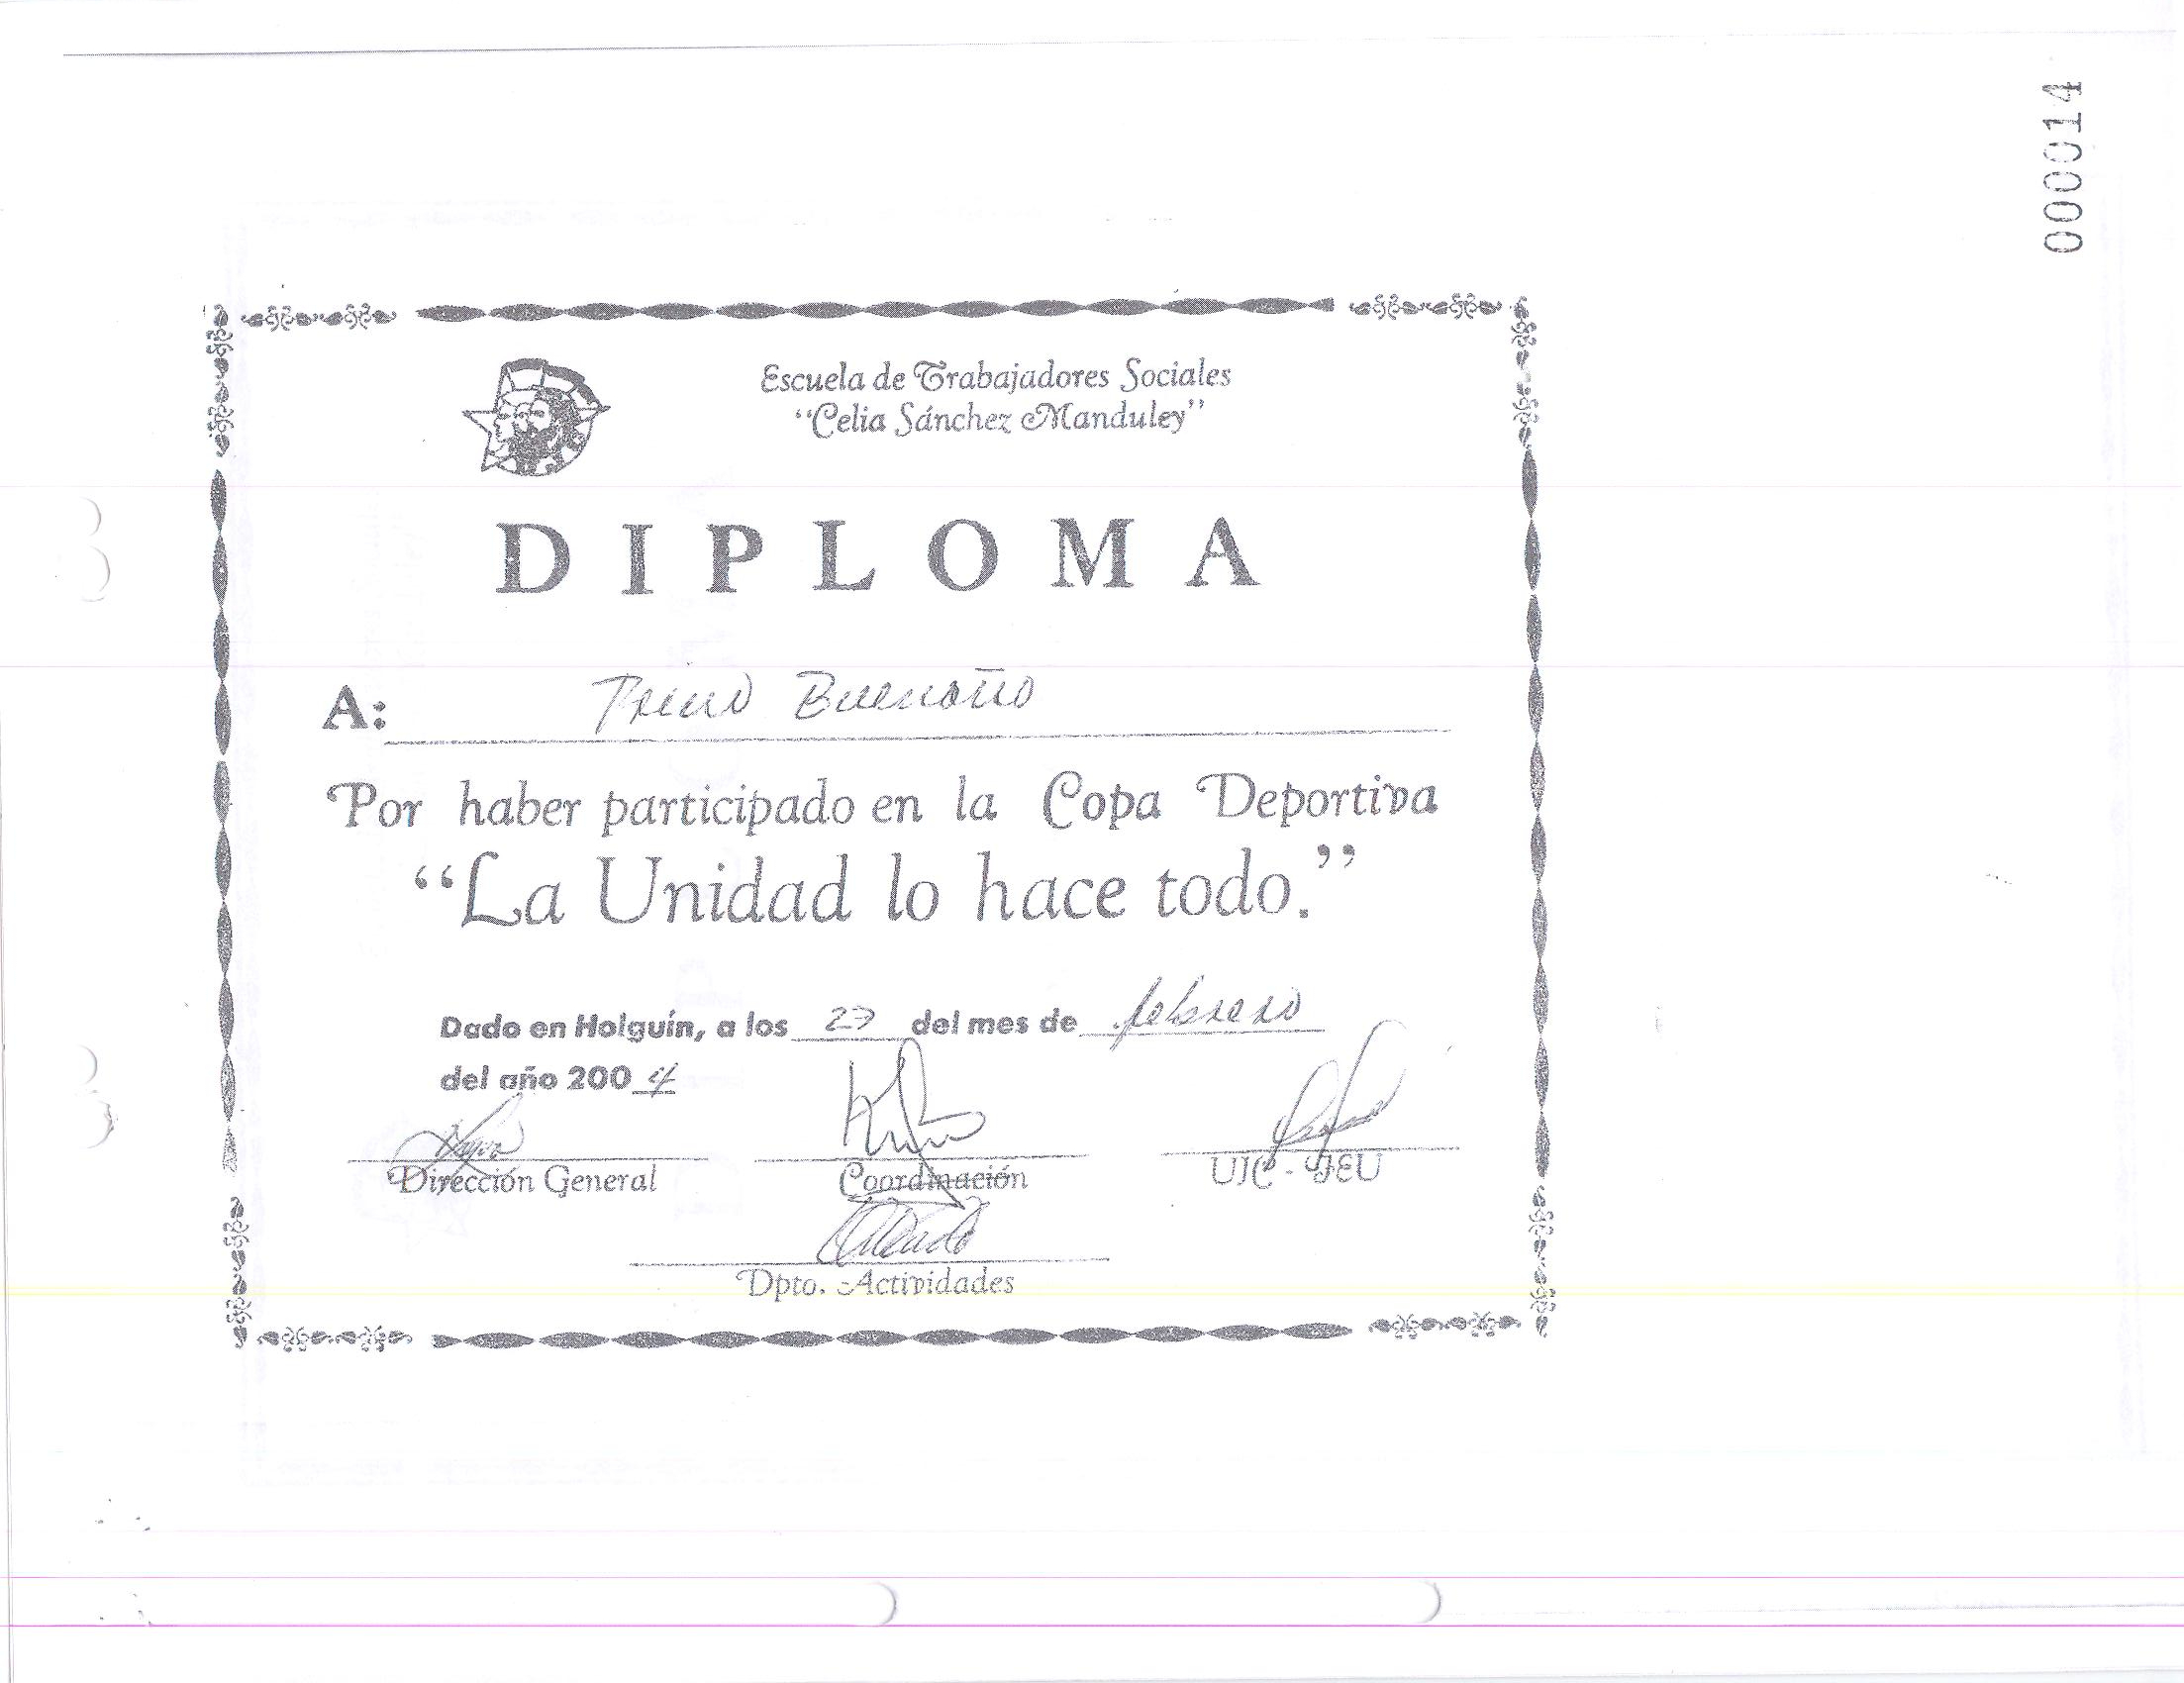 000014
Escuela de Trabajadores Sociales
“Celia Sánchez Manduley”
DIPLOMA
A: Buenaño
Por haber participado en la Copa Deportiva
“La Unidad lo hace todo.”
Dado en Holguín, a los 27 del mes de febrero
del año 2004
Dirección General
Coordinación
UJC - FEU
Dpto. Actividades